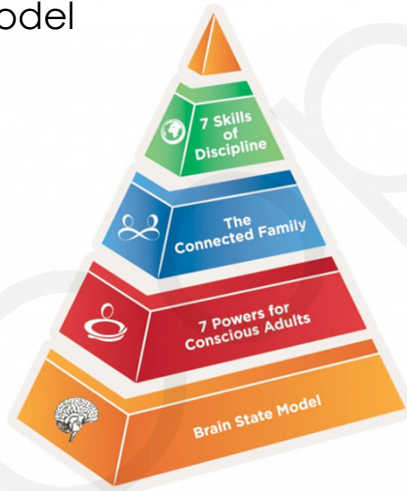 odel
7 Skills
of
Discipline
The
Connected Family
7 Powers for
Conscious Adults
Brain State Model